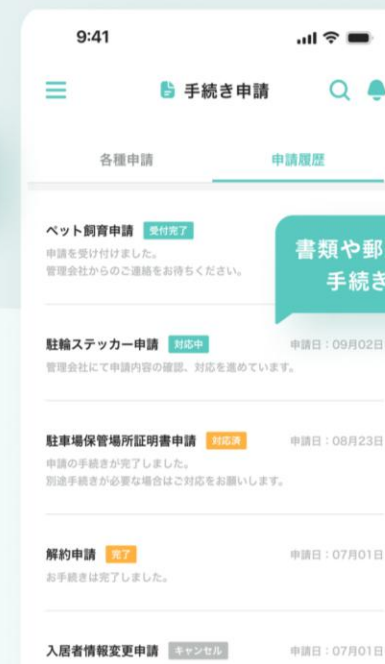 9:41
手続き申請
各種申請
申請履歴
ペット飼育申請 受付完了
申請を受け付けました。
管理会社からのご連絡をお待ちください。
書類や郵
手続き
駐輪ステッカー申請 対応中 申請日：09月02日
管理会社にて申請内容の確認、対応を進めています。
駐車場保管場所証明書申請 対応済 申請日：08月23日
申請の手続きが完了しました。
別途手続きが必要な場合はご対応をお願いします。
解約申請 完了 申請日：07月01日
お手続きは完了しました。
入居者情報変更申請 キャンセル 申請日：07月01日